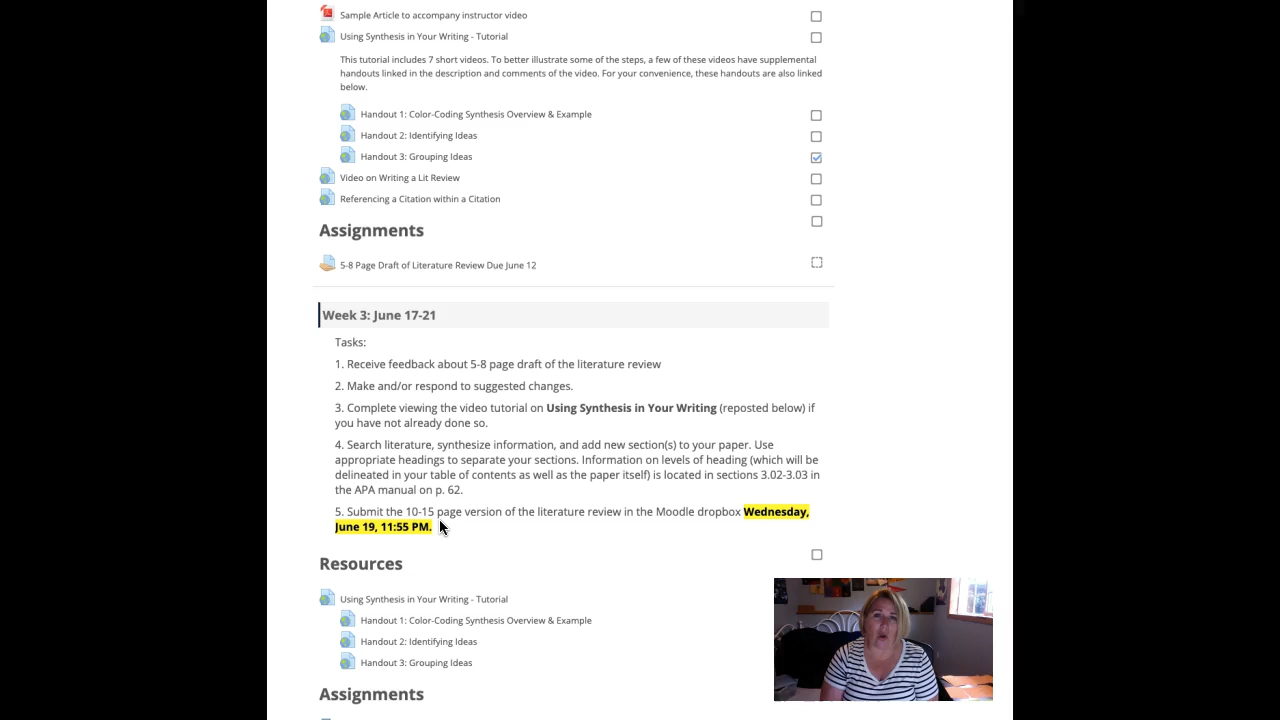 Sample Article to accompany instructor video
Using Synthesis in Your Writing - Tutorial
This tutorial includes 7 short videos. To better illustrate some of the steps, a few of these videos have supplemental
handouts linked in the description and comments of the video. For your convenience, these handouts are also linked
below.
Handout 1: Color-Coding Synthesis Overview & Example
Handout 2: Identifying Ideas
Handout 3: Grouping Ideas
Video on Writing a Lit Review
Referencing a Citation within a Citation
Assignments
5-8 Page Draft of Literature Review Due June 12
Week 3: June 17-21
Tasks:
1. Receive feedback about 5-8 page draft of the literature review
2. Make and/or respond to suggested changes.
3. Complete viewing the video tutorial on Using Synthesis in Your Writing (reposted below) if
you have not already done so.
4. Search literature, synthesize information, and add new section(s) to your paper. Use
appropriate headings to separate your sections. Information on levels of heading (which will be
delineated in your table of contents as well as the paper itself) is located in sections 3.02-3.03 in
the APA manual on p. 62.
5. Submit the 10-15 page version of the literature review in the Moodle dropbox Wednesday,
June 19, 11:55 PM.
Resources
Using Synthesis in Your Writing - Tutorial
Handout 1: Color-Coding Synthesis Overview & Example
Handout 2: Identifying Ideas
Handout 3: Grouping Ideas
Assignments